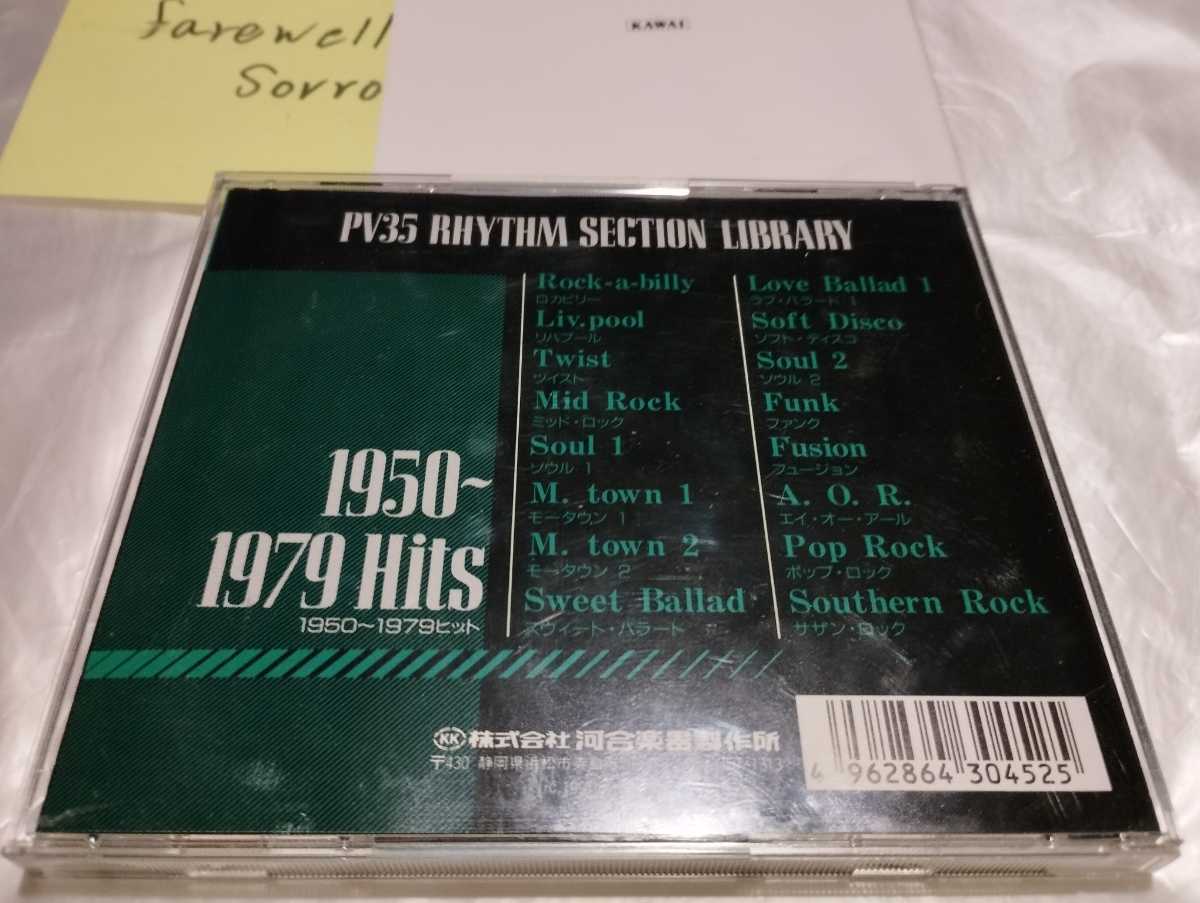 farewell
Sorro
KAWAI
PV35 RHYTHM SECTION LIBRARY
Rock-a-billy
ロカビリー
Liv.pool
リバプール
Twist
ツイスト
Mid Rock
ミッド・ロック
Soul 1
ソウル 1
M. town 1
モータウン 1
M. town 2
モータウン 2
Sweet Ballad
スウィート・バラード
Love Ballad 1
ラブ・バラード 1
Soft Disco
ソフト・ディスコ
Soul 2
ソウル 2
Funk
ファンク
Fusion
フュージョン
A. O. R.
エイ・オー・アール
Pop Rock
ポップ・ロック
Southern Rock
サザン・ロック
1950~
1979 Hits
1950~1979ヒット
KK 株式会社 河合楽器製作所
〒430 静岡県浜松市寺島
4 962864 304525